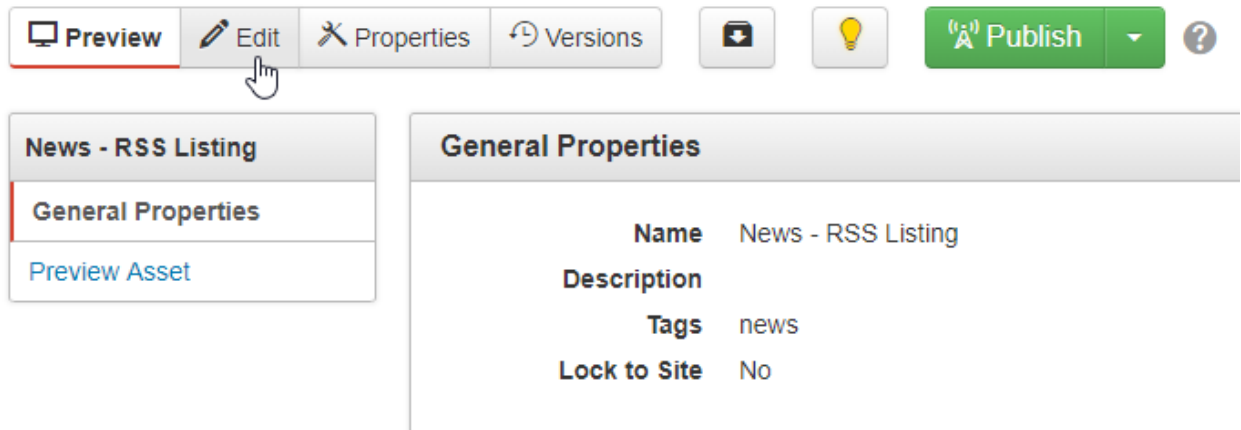 Preview Edit Properties Versions Publish ?
News - RSS Listing
General Properties
Preview Asset
General Properties
Name News - RSS Listing
Description
Tags news
Lock to Site No